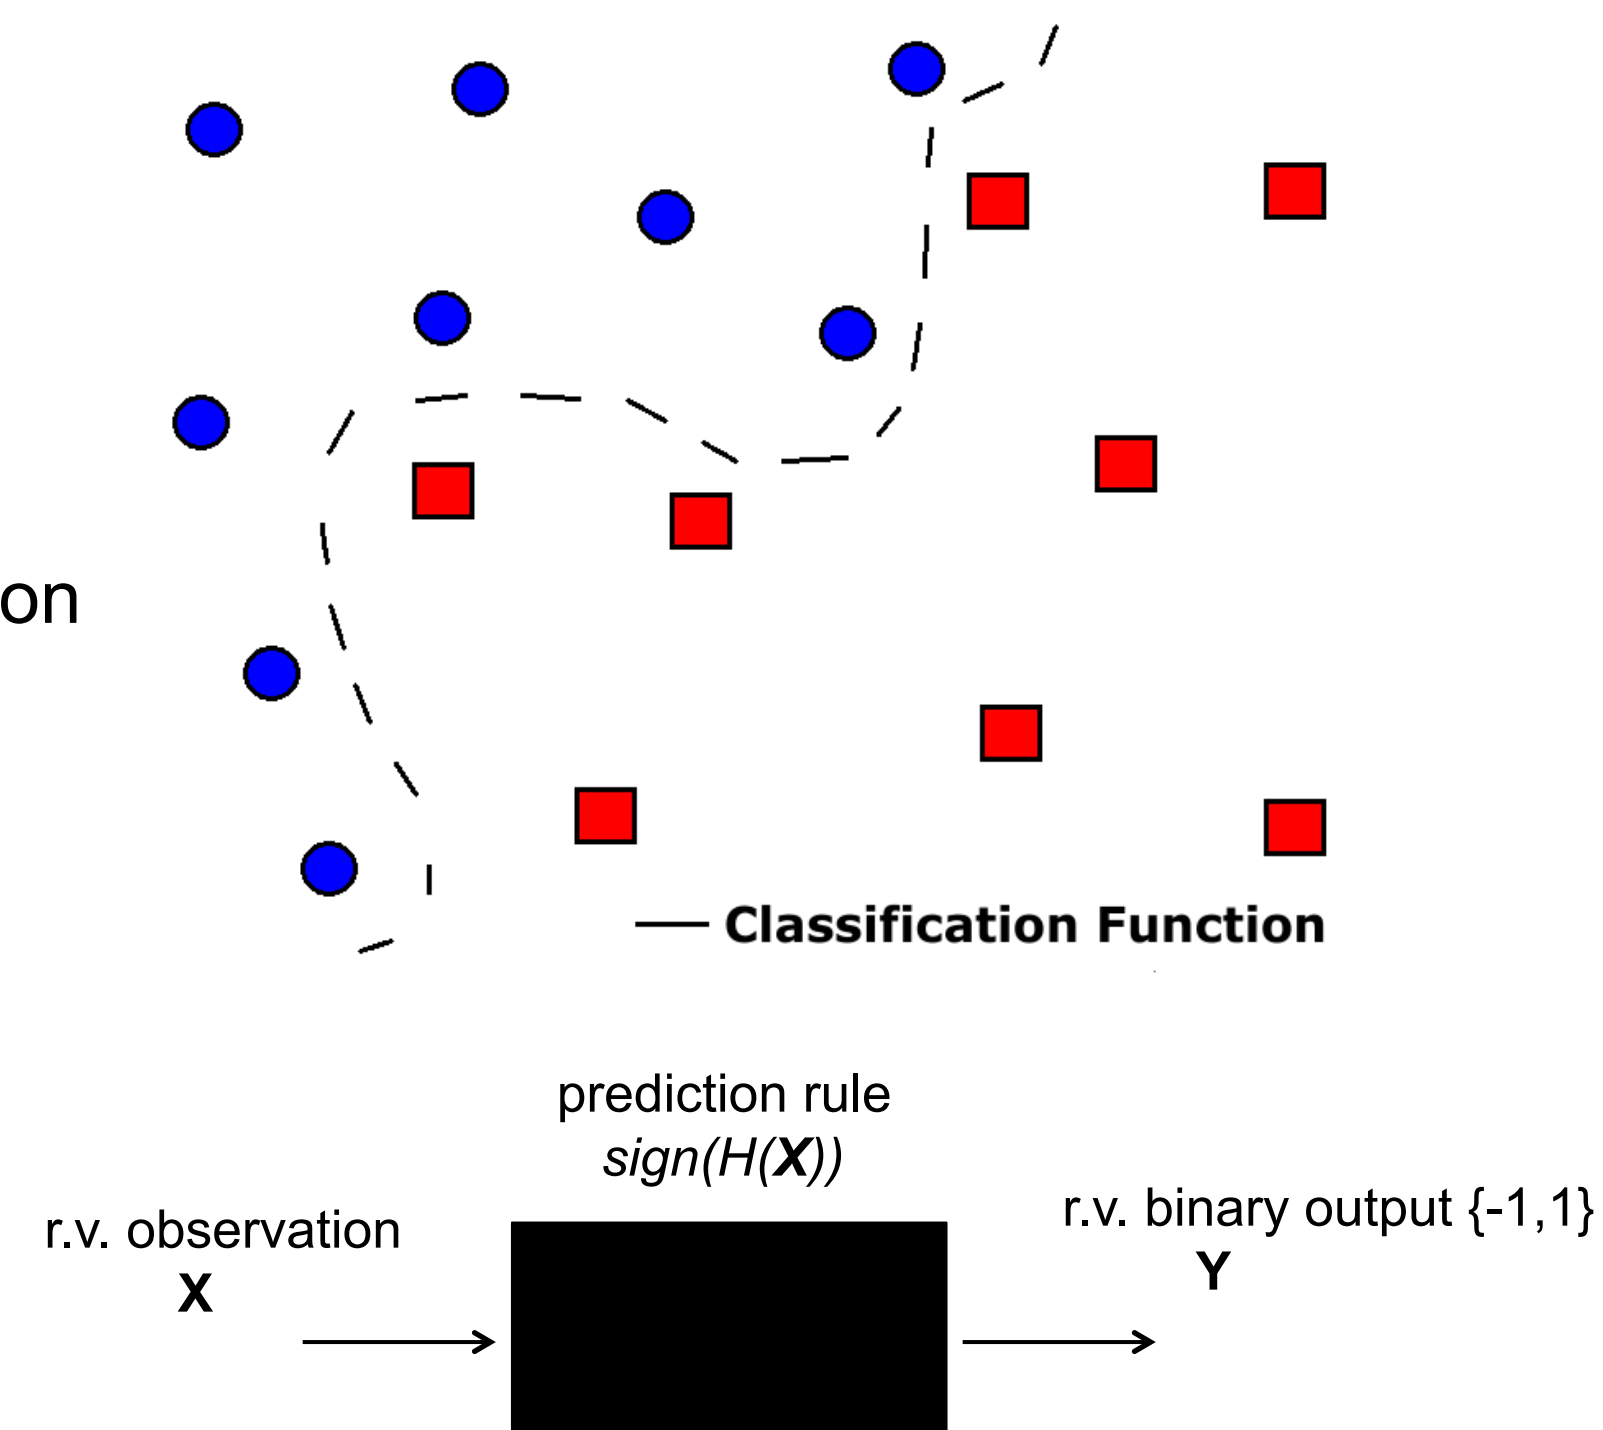 on
Classification Function
prediction rule
sign(H(X))
r.v. observation
X
r.v. binary output {-1,1}
Y